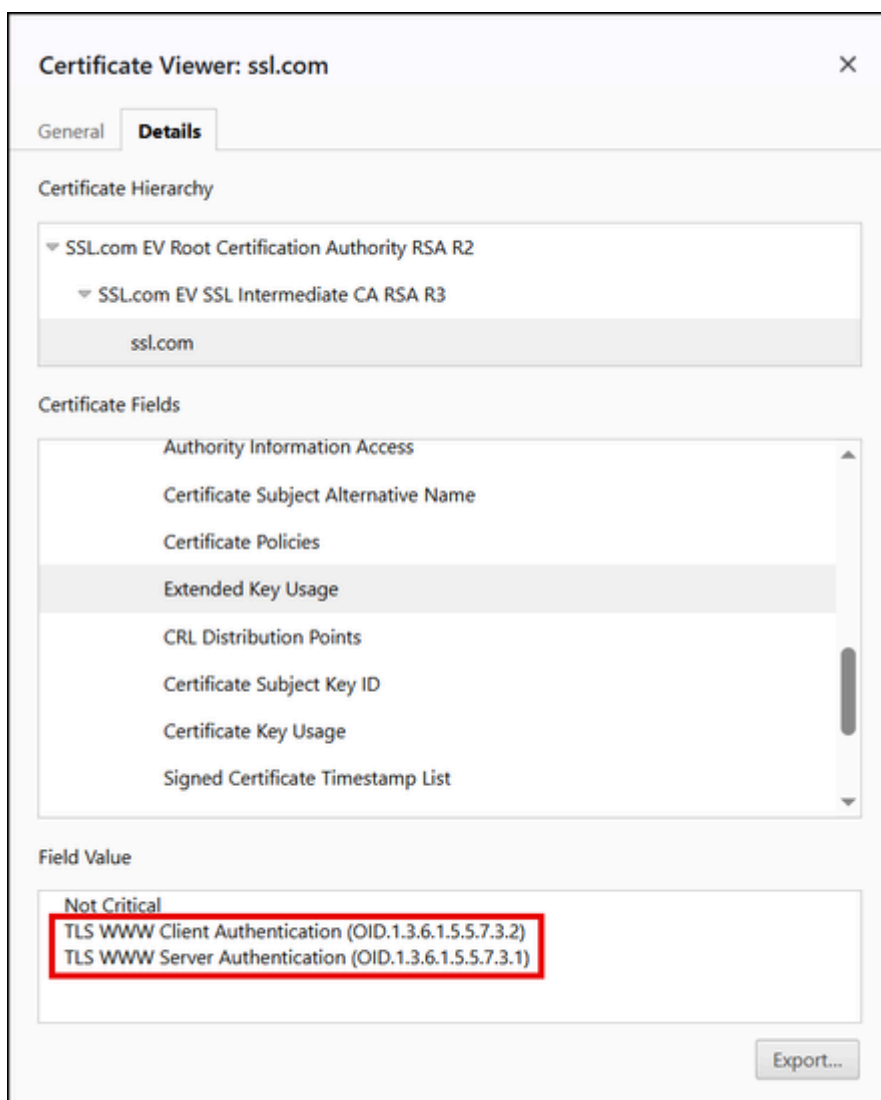 Certificate Viewer: ssl.com
General Details
Certificate Hierarchy
SSL.com EV Root Certification Authority RSA R2
SSL.com EV SSL Intermediate CA RSA R3
ssl.com
Certificate Fields
Authority Information Access
Certificate Subject Alternative Name
Certificate Policies
Extended Key Usage
CRL Distribution Points
Certificate Subject Key ID
Certificate Key Usage
Signed Certificate Timestamp List
Field Value
Not Critical
TLS WWW Client Authentication (OID.1.3.6.1.5.5.7.3.2)
TLS WWW Server Authentication (OID.1.3.6.1.5.5.7.3.1)
Export...